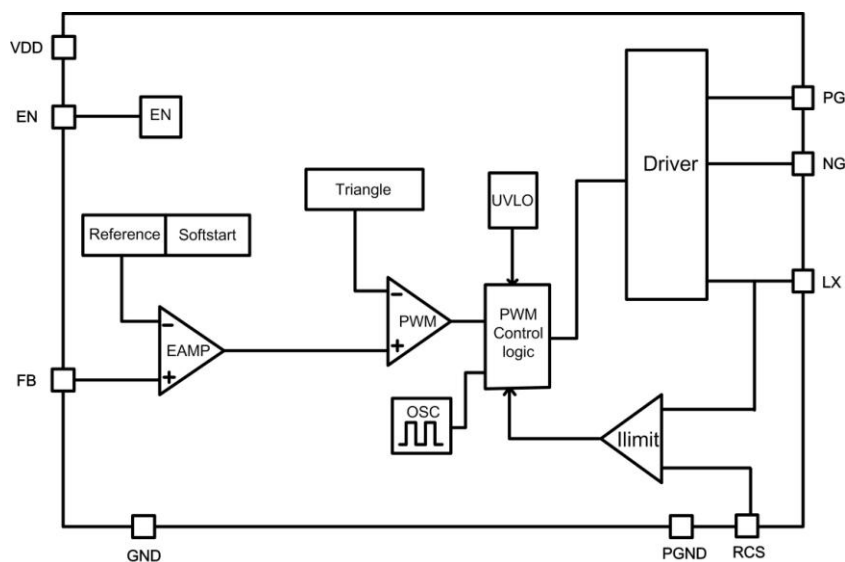 VDD
EN
EN
PG
Driver
NG
Triangle
UVLO
Reference
Softstart
LX
−
PWM
+
PWM
Control
logic
−
EAMP
+
FB
OSC
Ilimit
GND
PGND
RCS